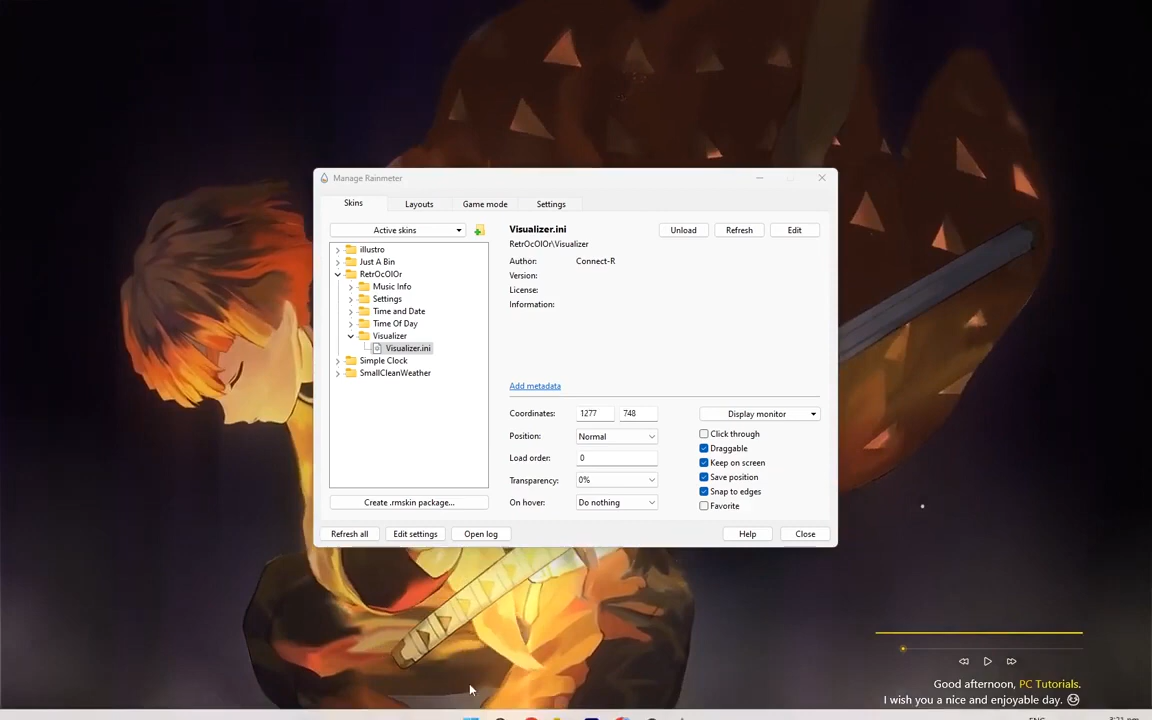 Manage Rainmeter
Skins Layouts Game mode Settings
Active skins
illustro
Just A Bin
RetrOcOlOr
Music Info
Settings
Time and Date
Time Of Day
Visualizer
Visualizer.ini
Simple Clock
SmallCleanWeather
Create .rmskin package...
Visualizer.ini
Unload Refresh Edit
RetrOcOlOr\Visualizer
Author: Connect-R
Version:
License:
Information:
Add metadata
Coordinates: 1277 748
Position: Normal
Load order: 0
Transparency: 0%
On hover: Do nothing
Display monitor
Click through
Draggable
Keep on screen
Save position
Snap to edges
Favorite
Refresh all Edit settings Open log Help Close
Good afternoon, PC Tutorials.
I wish you a nice and enjoyable day.